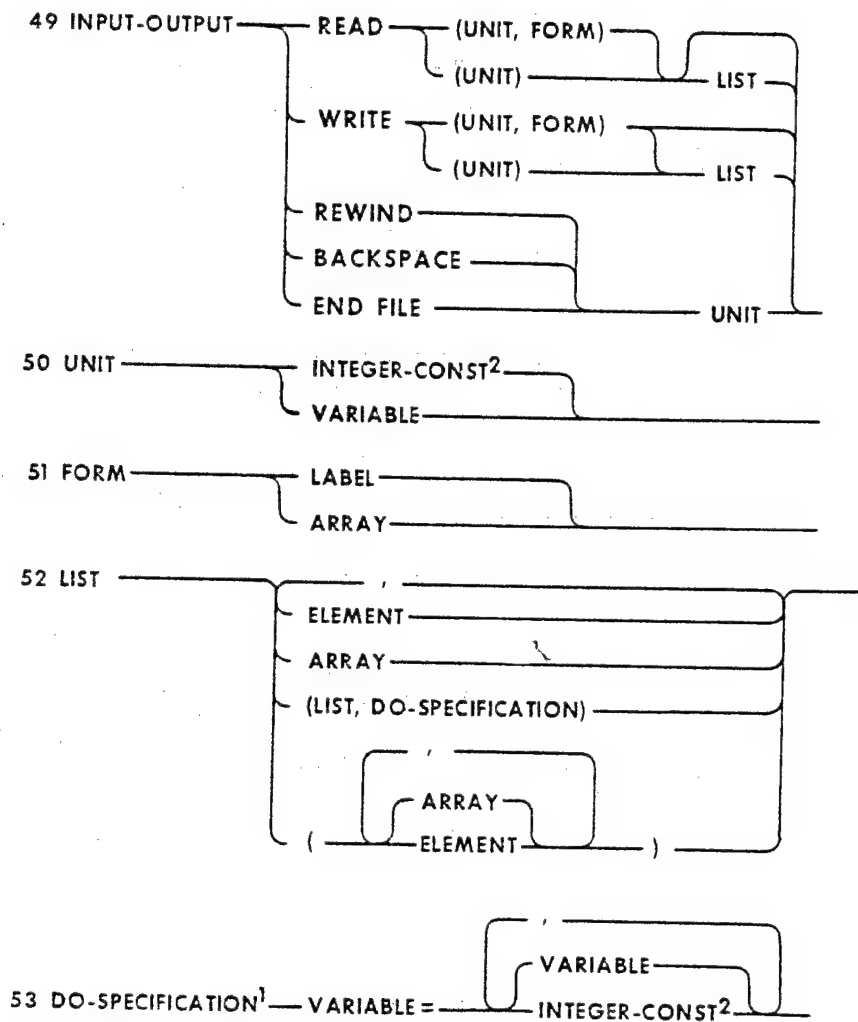 49 INPUT-OUTPUT READ (UNIT, FORM)
(UNIT) LIST
WRITE (UNIT, FORM)
(UNIT) LIST
REWIND
BACKSPACE
END FILE UNIT
50 UNIT INTEGER-CONST²
VARIABLE
51 FORM LABEL
ARRAY
52 LIST ,
ELEMENT
ARRAY
(LIST, DO-SPECIFICATION)
,
ARRAY
( ELEMENT )
,
VARIABLE
53 DO-SPECIFICATION¹ VARIABLE = INTEGER-CONST²